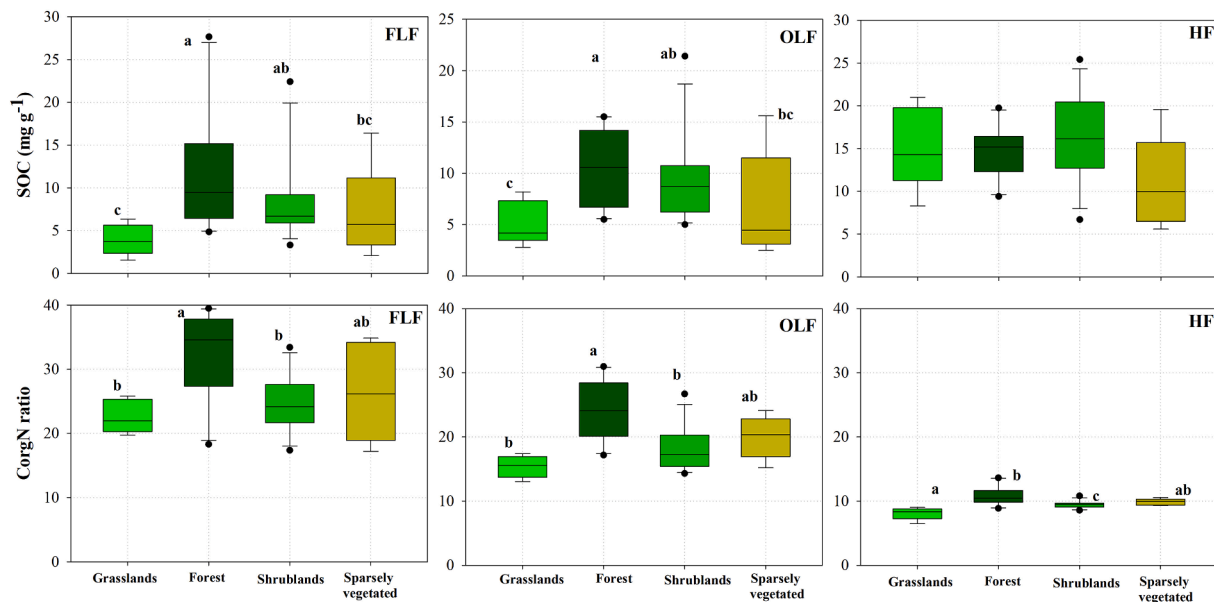 SOC (mg g-1)
30
25
20
15
10
5
0
FLF
c
a
ab
bc
25
20
15
10
5
0
OLF
c
a
ab
bc
30
25
20
15
10
5
0
HF
CorgN ratio
40
30
20
10
0
FLF
b
a
b
ab
40
30
20
10
0
OLF
b
a
b
ab
40
30
20
10
0
HF
a
b
c
ab
Grasslands
Forest
Shrublands
Sparsely
vegetated
Grasslands
Forest
Shrublands
Sparsely
vegetated
Grasslands
Forest
Shrublands
Sparsely
vegetated